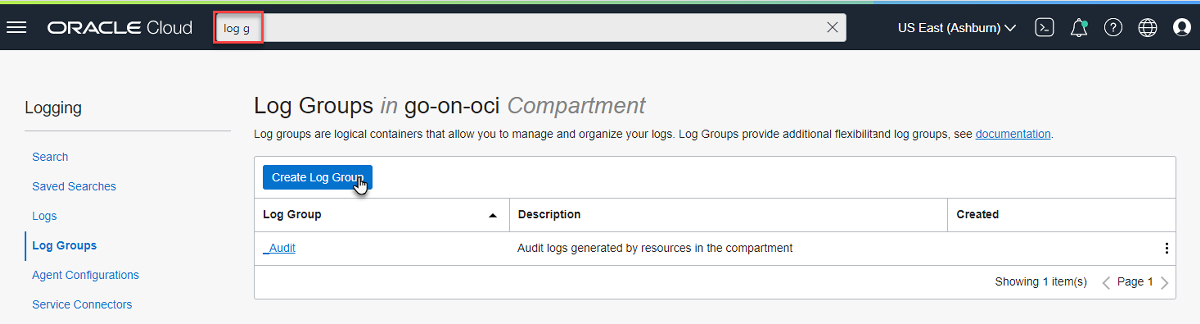 ORACLE Cloud
log g
US East (Ashburn)
Logging
Search
Saved Searches
Logs
Log Groups
Agent Configurations
Service Connectors
Log Groups in go-on-oci Compartment
Log groups are logical containers that allow you to manage and organize your logs. Log Groups provide additional flexibilitand log groups, see documentation.
Create Log Group
Log Group Description Created
_Audit Audit logs generated by resources in the compartment
Showing 1 item(s) Page 1